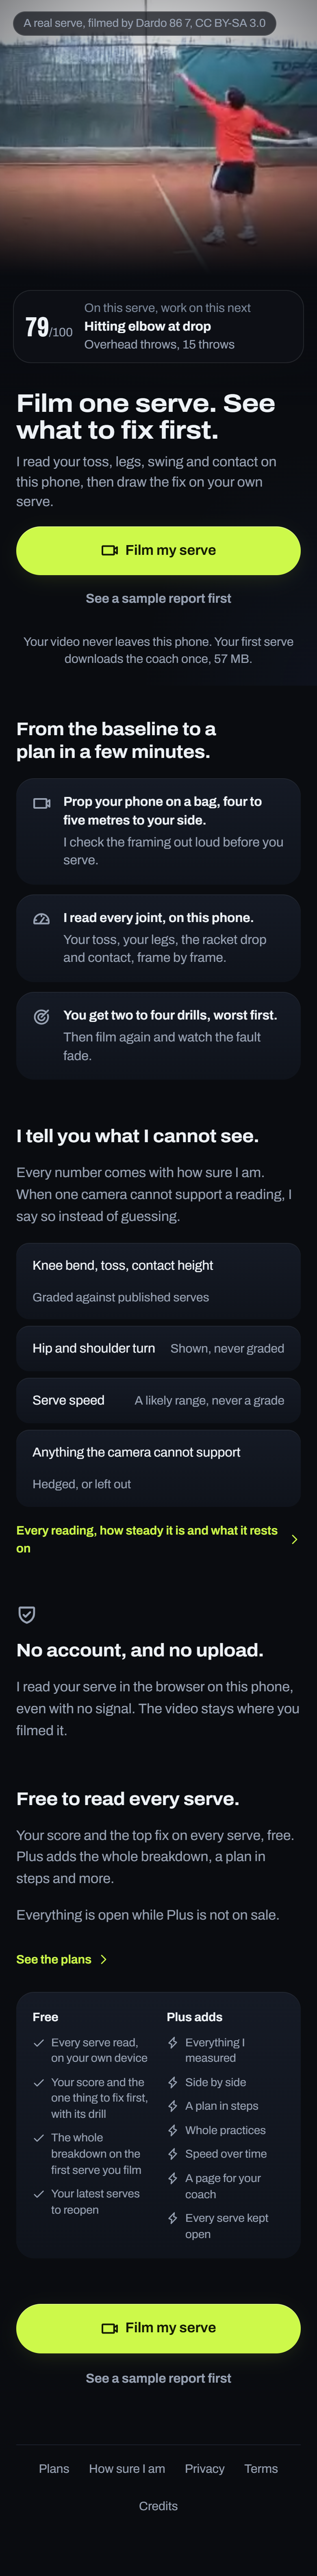 A real serve, filmed by Dardo 86 7, CC BY-SA 3.0
79/100
On this serve, work on this next
Hitting elbow at drop
Overhead throws, 15 throws
Film one serve. See
what to fix first.
I read your toss, legs, swing and contact on
this phone, then draw the fix on your own
serve.
Film my serve
See a sample report first
Your video never leaves this phone. Your first serve
downloads the coach once, 57 MB.
From the baseline to a
plan in a few minutes.
Prop your phone on a bag, four to
five metres to your side.
I check the framing out loud before you
serve.
I read every joint, on this phone.
Your toss, your legs, the racket drop
and contact, frame by frame.
You get two to four drills, worst first.
Then film again and watch the fault
fade.
I tell you what I cannot see.
Every number comes with how sure I am.
When one camera cannot support a reading, I
say so instead of guessing.
Knee bend, toss, contact height
Graded against published serves
Hip and shoulder turn Shown, never graded
Serve speed A likely range, never a grade
Anything the camera cannot support
Hedged, or left out
Every reading, how steady it is and what it rests
on
No account, and no upload.
I read your serve in the browser on this phone,
even with no signal. The video stays where you
filmed it.
Free to read every serve.
Your score and the top fix on every serve, free.
Plus adds the whole breakdown, a plan in
steps and more.
Everything is open while Plus is not on sale.
See the plans
Free
Every serve read,
on your own device
Your score and the
one thing to fix first,
with its drill
The whole
breakdown on the
first serve you film
Your latest serves
to reopen
Plus adds
Everything I
measured
Side by side
A plan in steps
Whole practices
Speed over time
A page for your
coach
Every serve kept
open
Film my serve
See a sample report first
Plans How sure I am Privacy Terms
Credits